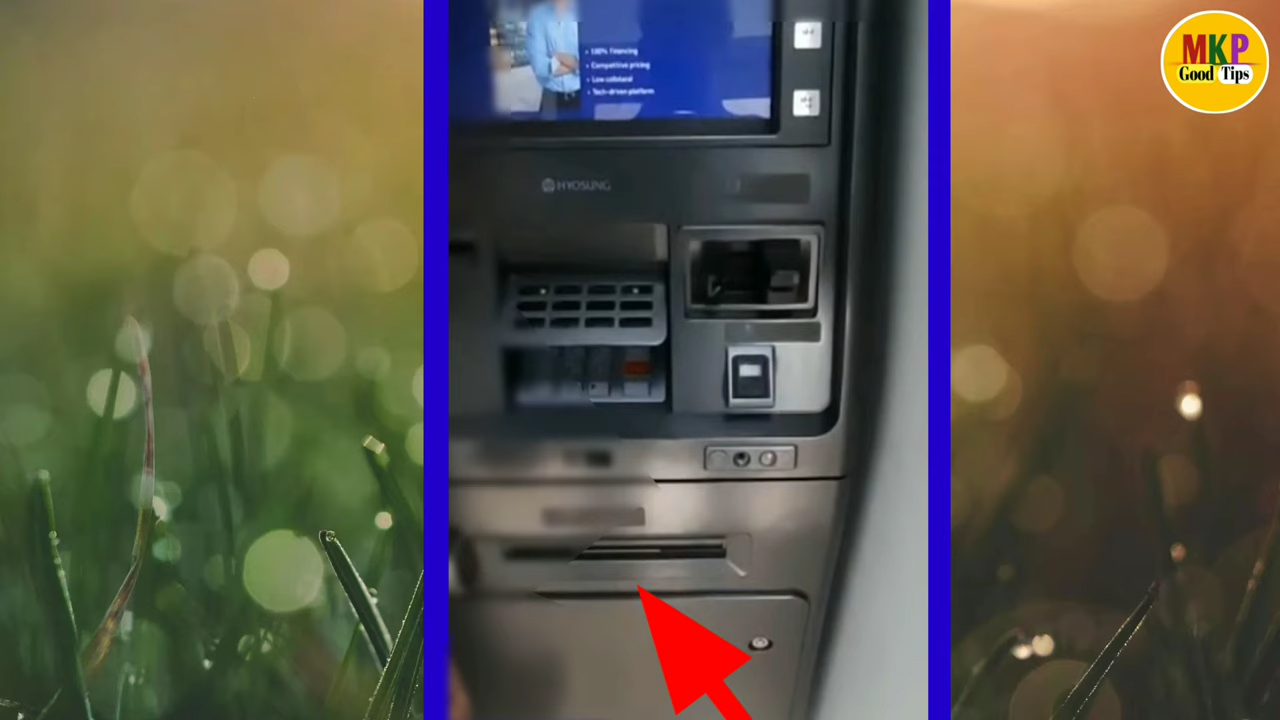 MKP
Good Tips
• 100% Financing
• Competitive pricing
• Low collateral
• Tech-driven platform
HYOSUNG